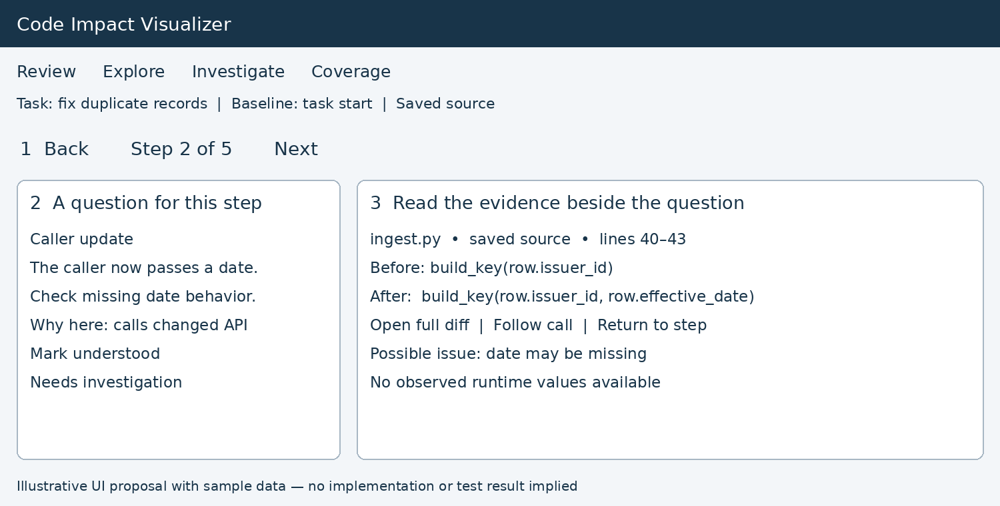 Code Impact Visualizer
Review Explore Investigate Coverage
Task: fix duplicate records | Baseline: task start | Saved source
1 Back Step 2 of 5 Next
2 A question for this step
Caller update
The caller now passes a date.
Check missing date behavior.
Why here: calls changed API
Mark understood
Needs investigation
3 Read the evidence beside the question
ingest.py • saved source • lines 40–43
Before: build_key(row.issuer_id)
After: build_key(row.issuer_id, row.effective_date)
Open full diff | Follow call | Return to step
Possible issue: date may be missing
No observed runtime values available
Illustrative UI proposal with sample data — no implementation or test result implied